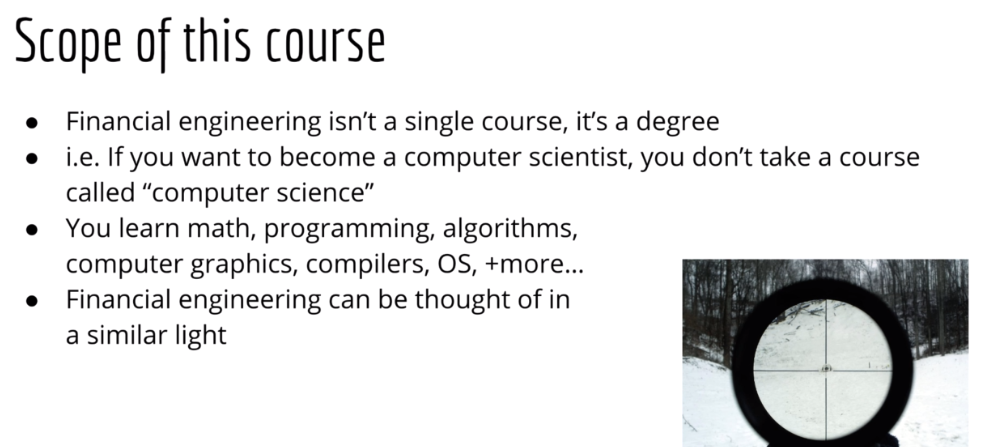 Scope of this course
● Financial engineering isn’t a single course, it’s a degree
● i.e. If you want to become a computer scientist, you don’t take a course
called “computer science”
● You learn math, programming, algorithms,
computer graphics, compilers, OS, +more...
● Financial engineering can be thought of in
a similar light